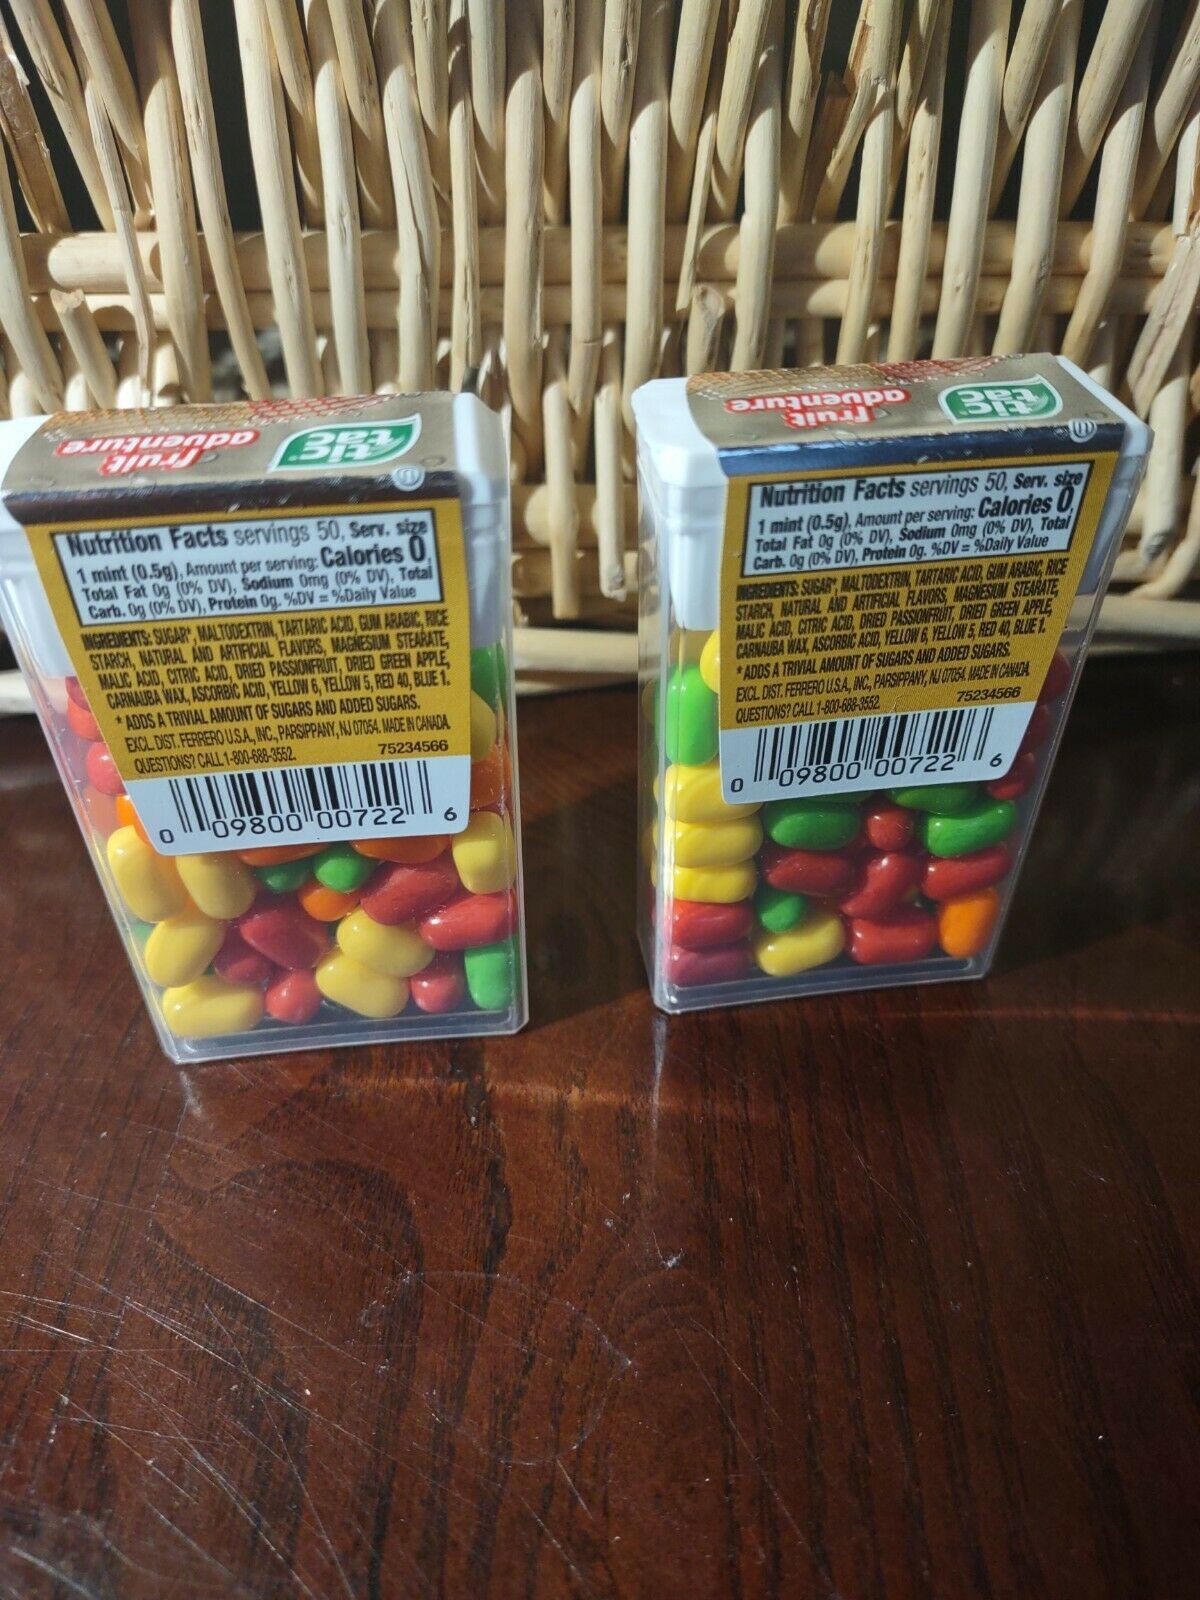 tic
tac
fruit
adventure
Nutrition Facts servings 50, Serv. size
1 mint (0.5g), Amount per serving: Calories 0,
Total Fat 0g (0% DV), Sodium 0mg (0% DV), Total
Carb. 0g (0% DV), Protein 0g. %DV = %Daily Value
INGREDIENTS: SUGAR*, MALTODEXTRIN, TARTARIC ACID, GUM ARABIC, RICE
STARCH, NATURAL AND ARTIFICIAL FLAVORS, MAGNESIUM STEARATE,
MALIC ACID, CITRIC ACID, DRIED PASSIONFRUIT, DRIED GREEN APPLE,
CARNAUBA WAX, ASCORBIC ACID, YELLOW 6, YELLOW 5, RED 40, BLUE 1.
* ADDS A TRIVIAL AMOUNT OF SUGARS AND ADDED SUGARS.
EXCL. DIST. FERRERO U.S.A., INC., PARSIPPANY, NJ 07054. MADE IN CANADA.
QUESTIONS? CALL 1-800-688-3552. 75234566
0 09800 00722 6
tic
tac
fruit
adventure
Nutrition Facts servings 50, Serv. size
1 mint (0.5g), Amount per serving: Calories 0,
Total Fat 0g (0% DV), Sodium 0mg (0% DV), Total
Carb. 0g (0% DV), Protein 0g. %DV = %Daily Value
INGREDIENTS: SUGAR*, MALTODEXTRIN, TARTARIC ACID, GUM ARABIC, RICE
STARCH, NATURAL AND ARTIFICIAL FLAVORS, MAGNESIUM STEARATE,
MALIC ACID, CITRIC ACID, DRIED PASSIONFRUIT, DRIED GREEN APPLE,
CARNAUBA WAX, ASCORBIC ACID, YELLOW 6, YELLOW 5, RED 40, BLUE 1.
* ADDS A TRIVIAL AMOUNT OF SUGARS AND ADDED SUGARS.
EXCL. DIST. FERRERO U.S.A., INC., PARSIPPANY, NJ 07054. MADE IN CANADA.
QUESTIONS? CALL 1-800-688-3552. 75234566
0 09800 00722 6